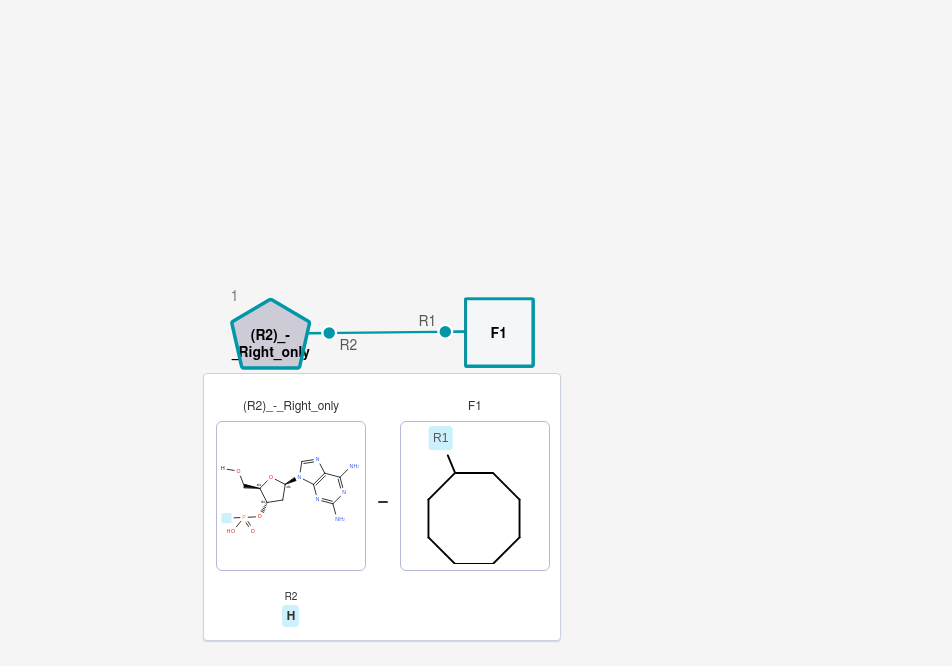 1
(R2)_-
_Right_only
R2
R1
F1
(R2)_-_Right_only
F1
R1
H
O
O
N
N
NH₂
N
N
NH₂
O
P
HO
O
R2
H